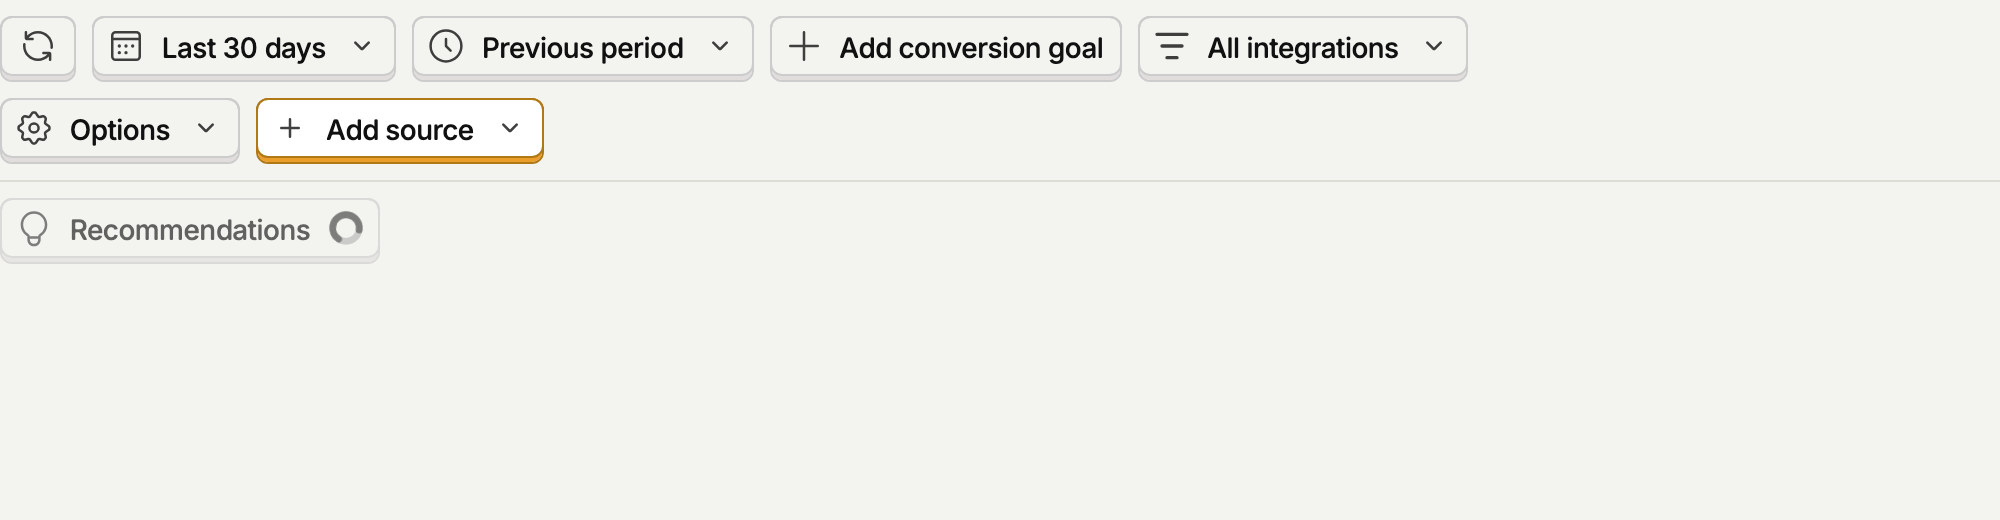 Last 30 days Previous period Add conversion goal All integrations
Options Add source
Recommendations